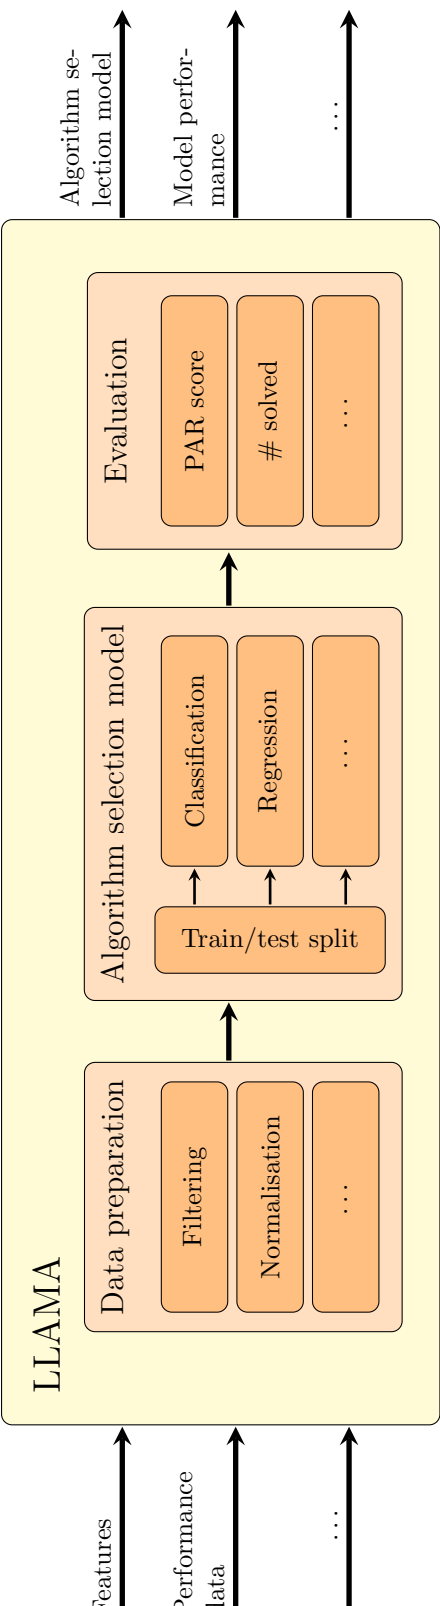 Features
Performance
data
...
LLAMA
Data preparation
Filtering
Normalisation
...
Algorithm selection model
Train/test split
Classification
Regression
...
Evaluation
PAR score
# solved
...
Algorithm se-
lection model
Model perfor-
mance
...